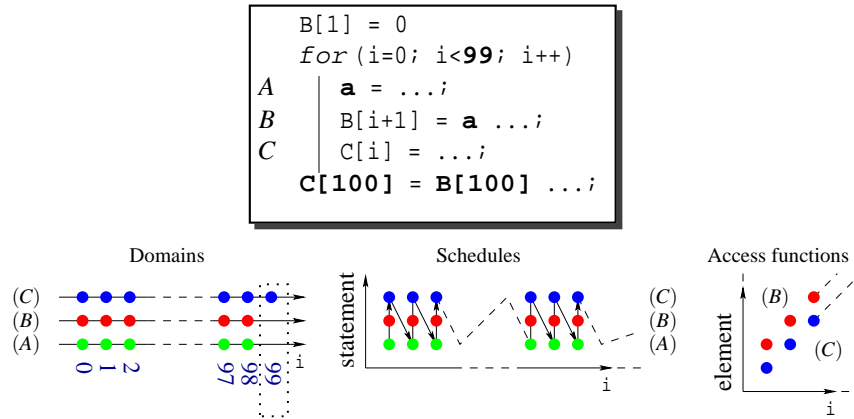 B[1] = 0
for (i=0; i<99; i++)
A a = ...;
B B[i+1] = a ...;
C C[i] = ...;
C[100] = B[100] ...;
Domains
(C)
(B)
(A)
i
0 1 2 97 98 99
Schedules
statement
(C)
(B)
(A)
i
Access functions
element
(B)
(C)
i